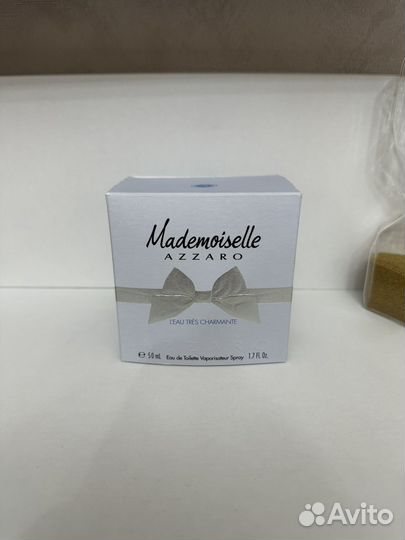 Mademoiselle
AZZARO
L'EAU TRÈS CHARMANTE
℮ 50 mL Eau de Toilette Vaporisateur Spray 1.7 Fl. Oz.
Avito